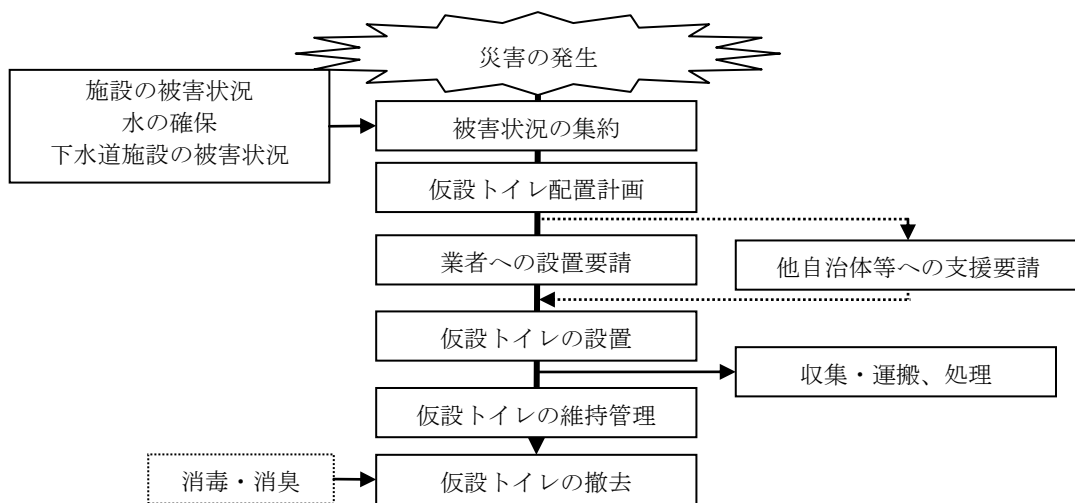 災害の発生
施設の被害状況
水の確保
下水道施設の被害状況
被害状況の集約
仮設トイレ配置計画
業者への設置要請
他自治体等への支援要請
仮設トイレの設置
収集・運搬、処理
仮設トイレの維持管理
消毒・消臭
仮設トイレの撤去